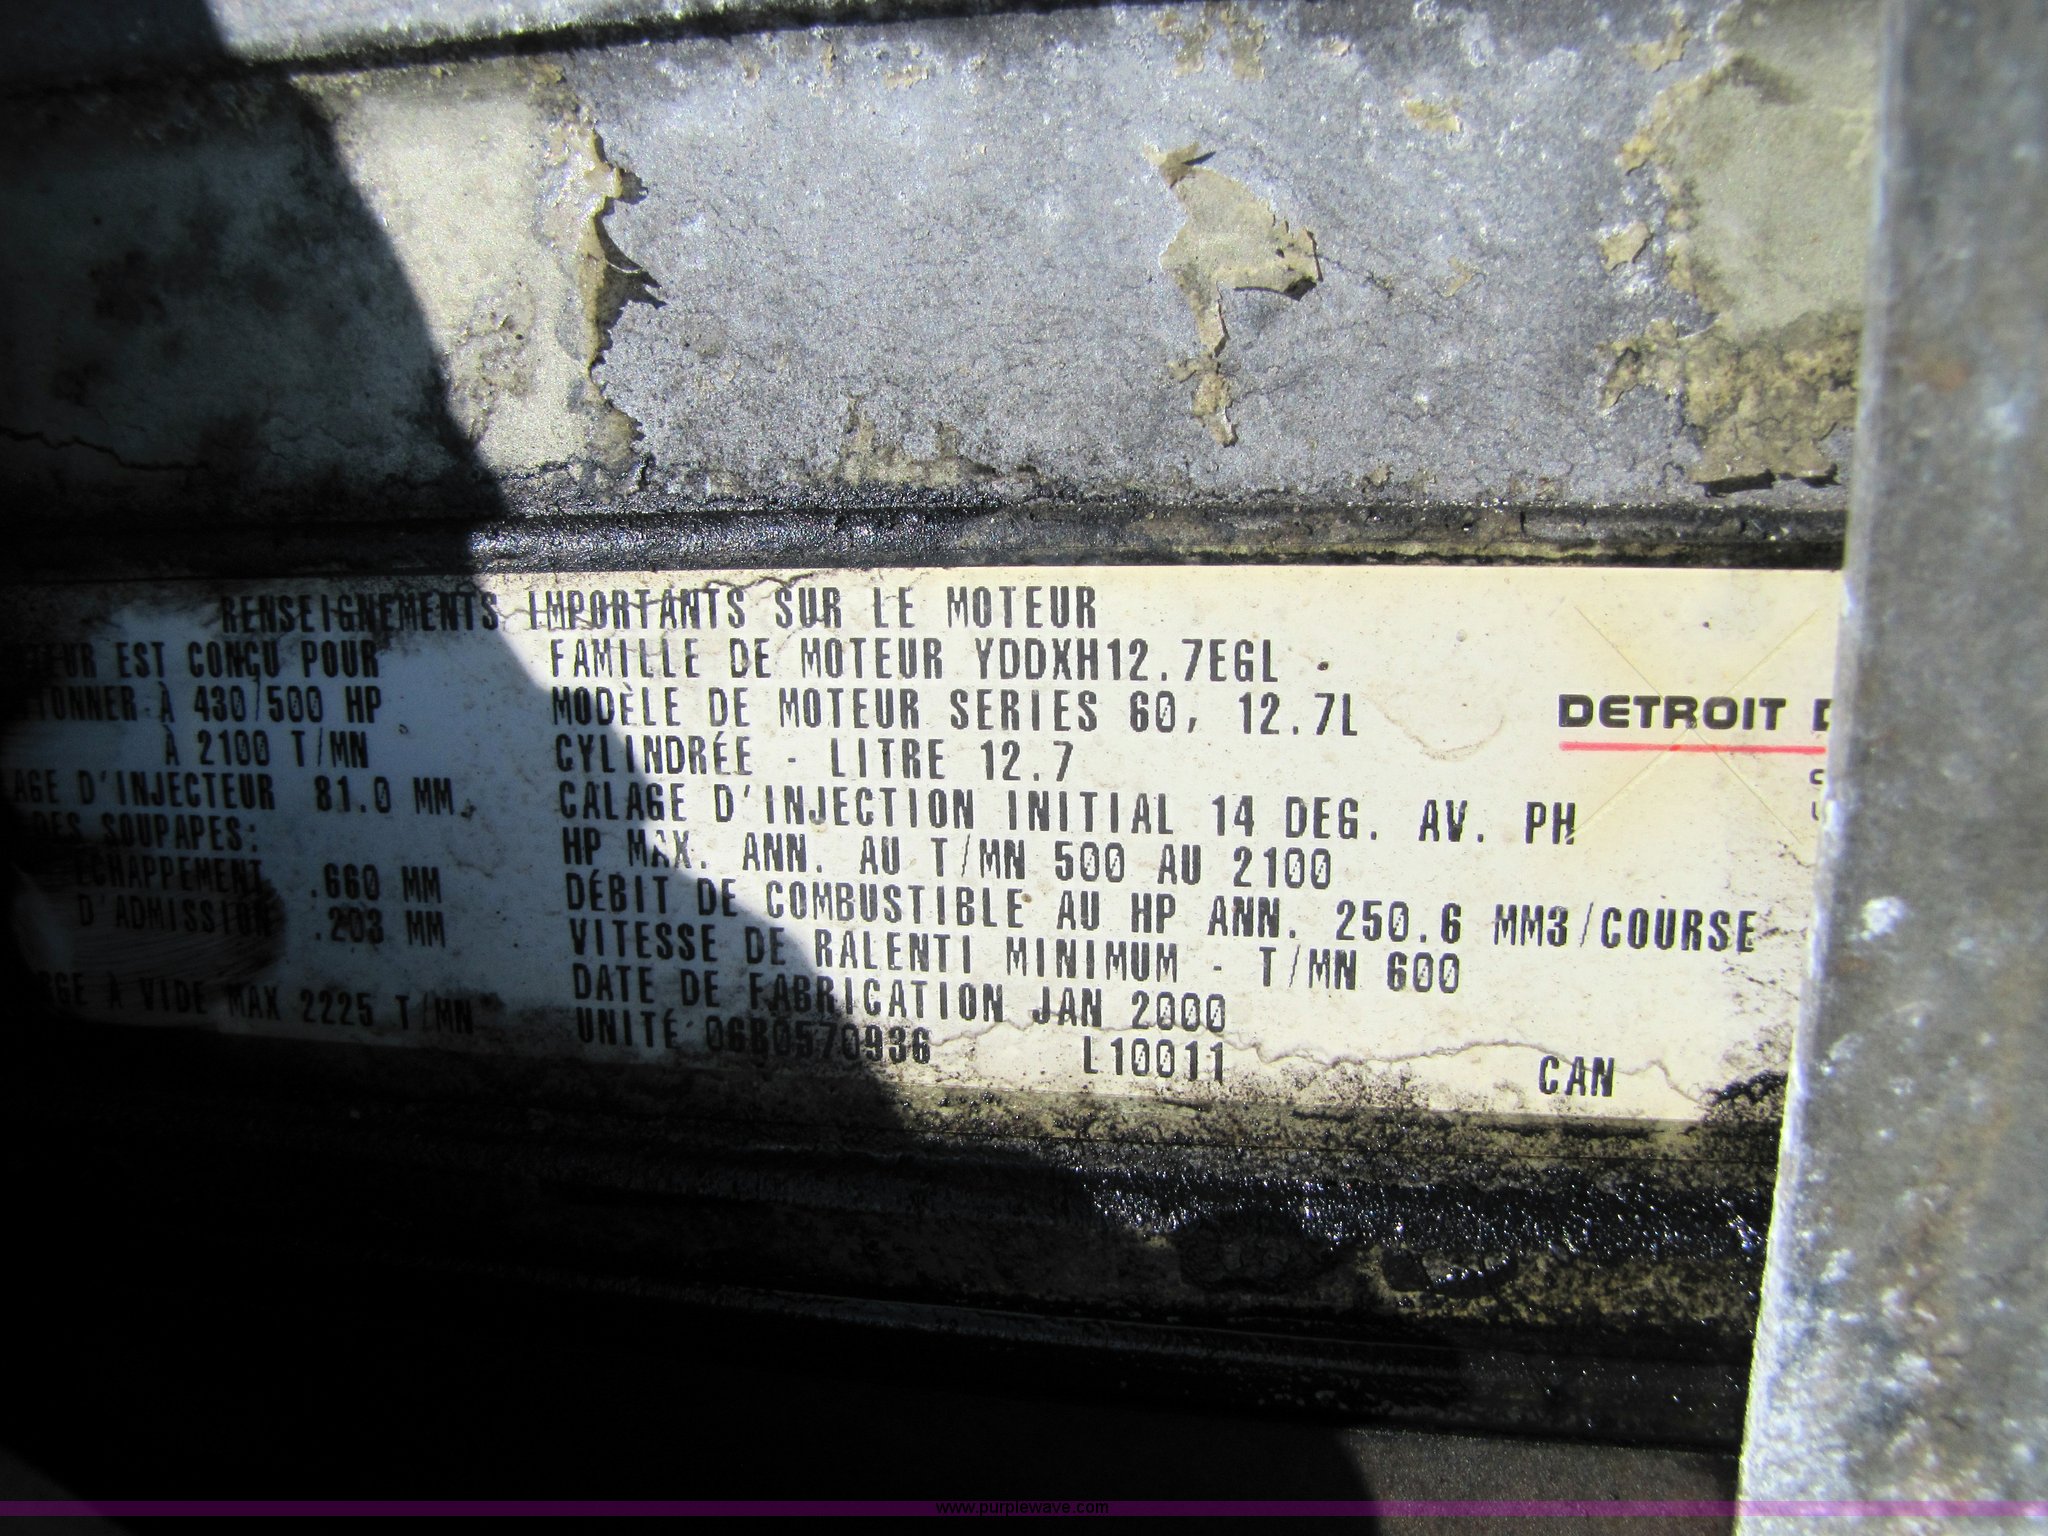 RENSEIGNEMENTS IMPORTANTS SUR LE MOTEUR
EST CONÇU POUR
À 430/500 HP
À 2100 T/MN
D'INJECTEUR 81.0 MM.
DES SOUPAPES:
ÉCHAPPEMENT .660 MM
D'ADMISSION .203 MM
À VIDE MAX 2225 T/MN
FAMILLE DE MOTEUR YDDXH12.7EGL
MODÈLE DE MOTEUR SERIES 60, 12.7L
CYLINDRÉE - LITRE 12.7
CALAGE D'INJECTION INITIAL 14 DEG. AV. PH
HP MAX. ANN. AU T/MN 500 AU 2100
DÉBIT DE COMBUSTIBLE AU HP ANN. 250.6 MM3/COURSE
VITESSE DE RALENTI MINIMUM - T/MN 600
DATE DE FABRICATION JAN 2000
UNITÉ 06R0570936 L10011 CAN
DETROIT D
www.purplewave.com